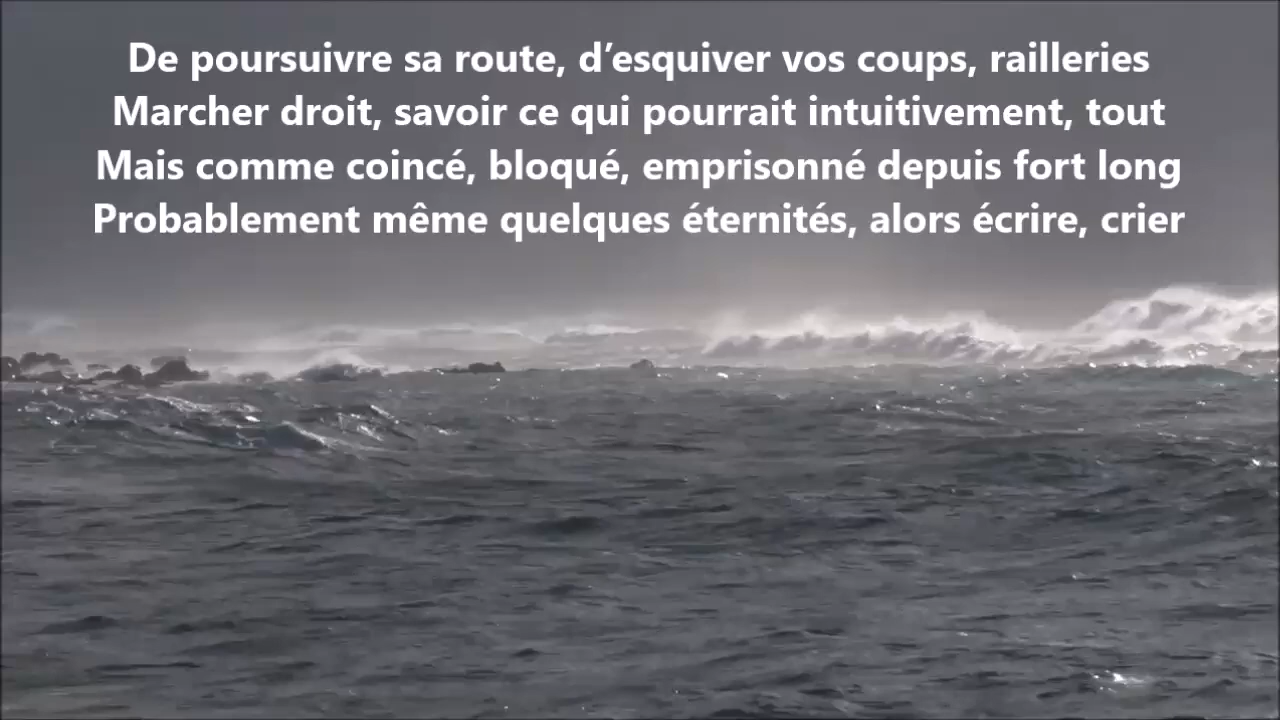 De poursuivre sa route, d’esquiver vos coups, railleries
Marcher droit, savoir ce qui pourrait intuitivement, tout
Mais comme coincé, bloqué, emprisonné depuis fort long
Probablement même quelques éternités, alors écrire, crier